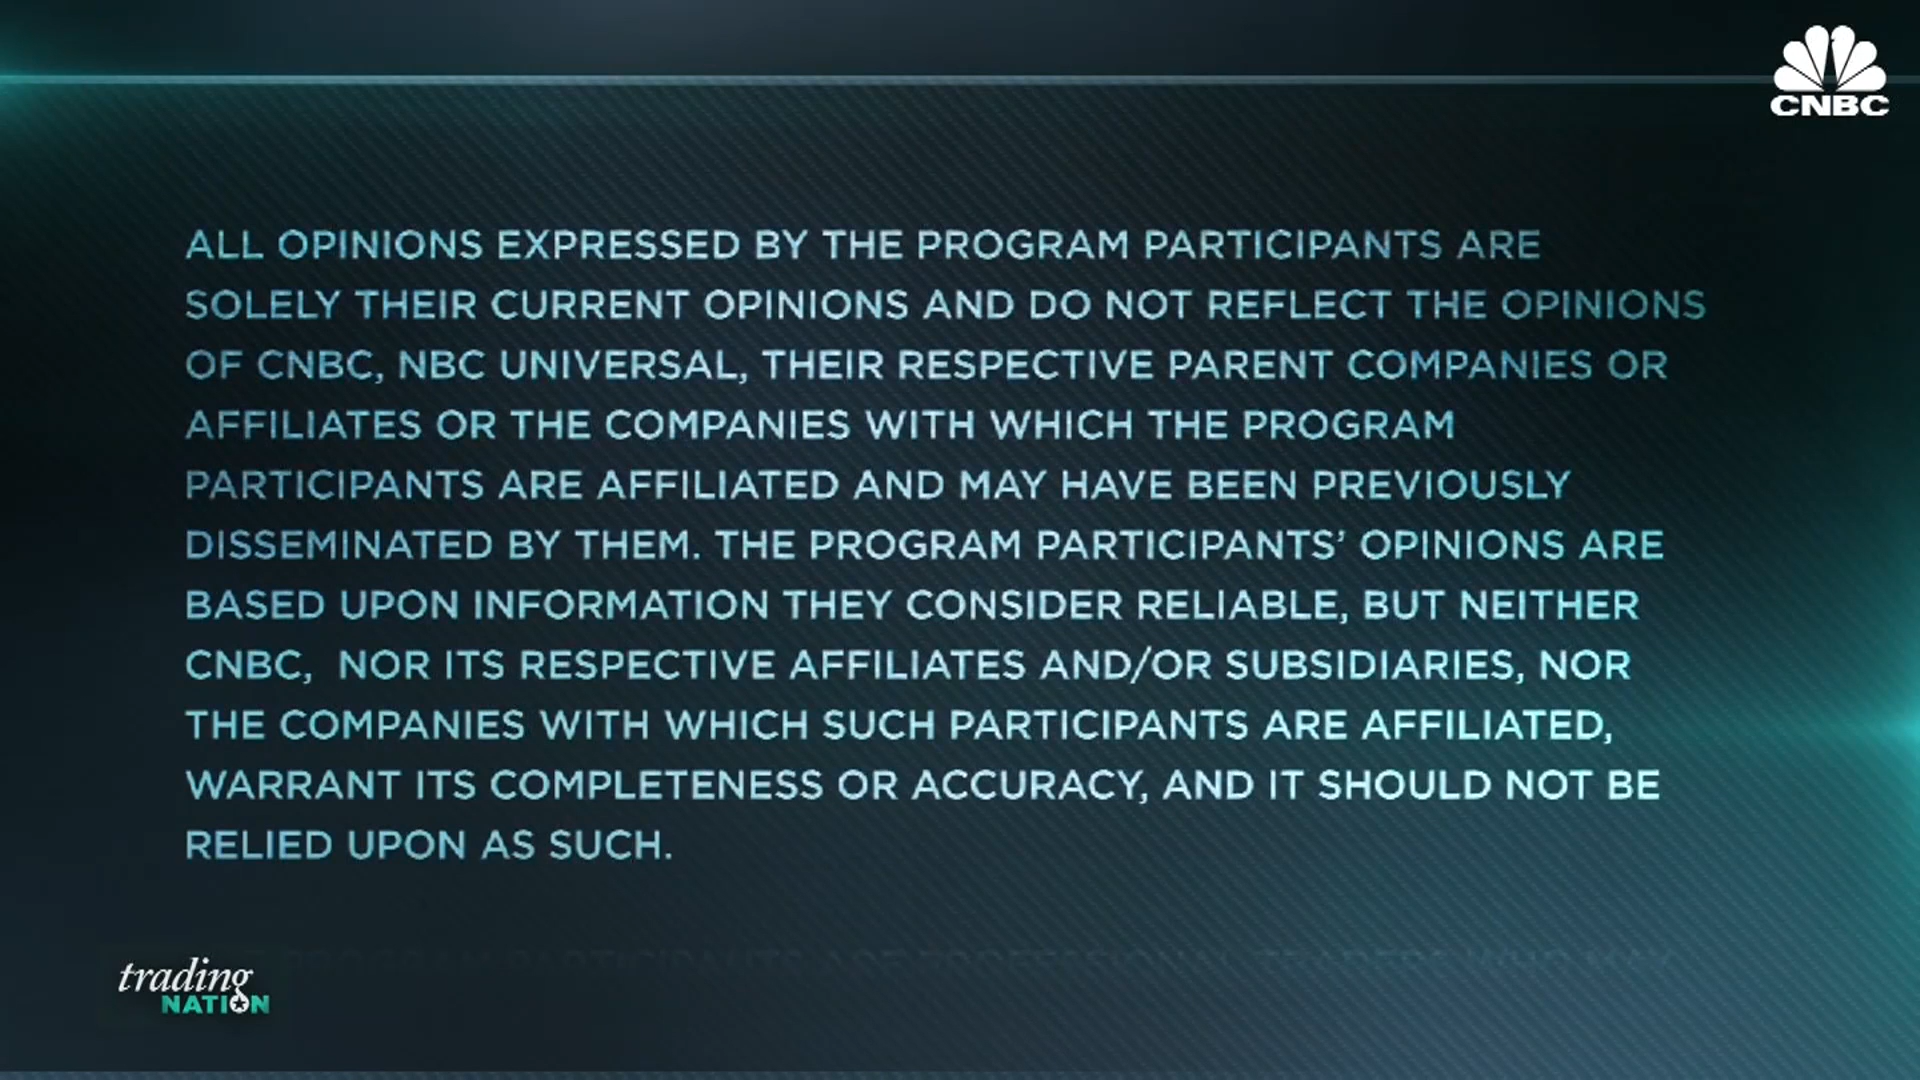 CNBC
ALL OPINIONS EXPRESSED BY THE PROGRAM PARTICIPANTS ARE
SOLELY THEIR CURRENT OPINIONS AND DO NOT REFLECT THE OPINIONS
OF CNBC, NBC UNIVERSAL, THEIR RESPECTIVE PARENT COMPANIES OR
AFFILIATES OR THE COMPANIES WITH WHICH THE PROGRAM
PARTICIPANTS ARE AFFILIATED AND MAY HAVE BEEN PREVIOUSLY
DISSEMINATED BY THEM. THE PROGRAM PARTICIPANTS’ OPINIONS ARE
BASED UPON INFORMATION THEY CONSIDER RELIABLE, BUT NEITHER
CNBC,  NOR ITS RESPECTIVE AFFILIATES AND/OR SUBSIDIARIES, NOR
THE COMPANIES WITH WHICH SUCH PARTICIPANTS ARE AFFILIATED,
WARRANT ITS COMPLETENESS OR ACCURACY, AND IT SHOULD NOT BE
RELIED UPON AS SUCH.
trading
NATION